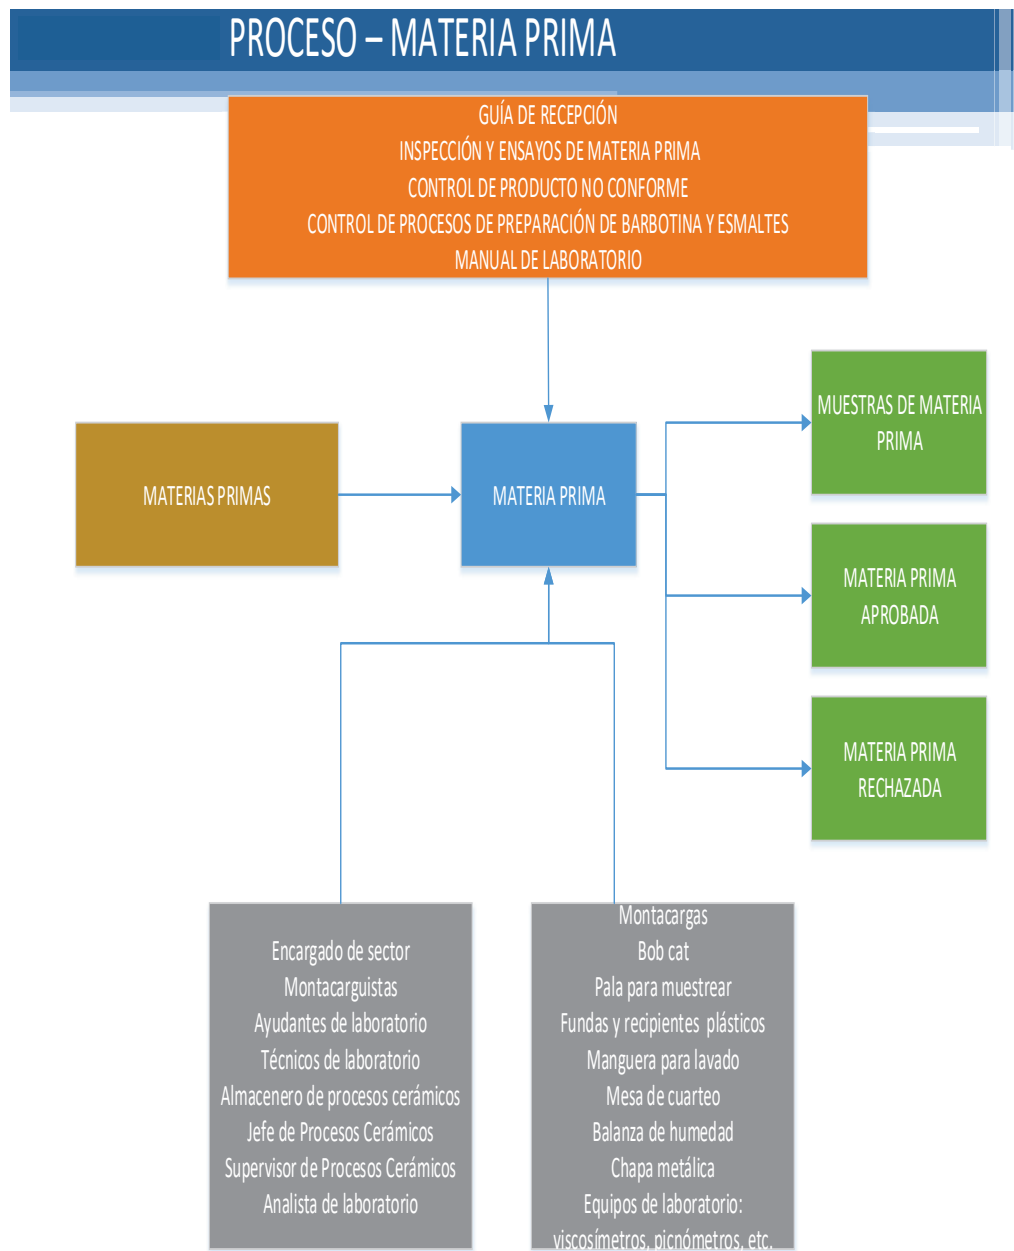 PROCESO – MATERIA PRIMA
GUÍA DE RECEPCIÓN
INSPECCIÓN Y ENSAYOS DE MATERIA PRIMA
CONTROL DE PRODUCTO NO CONFORME
CONTROL DE PROCESOS DE PREPARACIÓN DE BARBOTINA Y ESMALTES
MANUAL DE LABORATORIO
MATERIAS PRIMAS
MATERIA PRIMA
MUESTRAS DE MATERIA
PRIMA
MATERIA PRIMA
APROBADA
MATERIA PRIMA
RECHAZADA
Encargado de sector
Montacarguistas
Ayudantes de laboratorio
Técnicos de laboratorio
Almacenero de procesos cerámicos
Jefe de Procesos Cerámicos
Supervisor de Procesos Cerámicos
Analista de laboratorio
Montacargas
Bob cat
Pala para muestrear
Fundas y recipientes plásticos
Manguera para lavado
Mesa de cuarteo
Balanza de humedad
Chapa metálica
Equipos de laboratorio:
viscosímetros, picnómetros, etc.